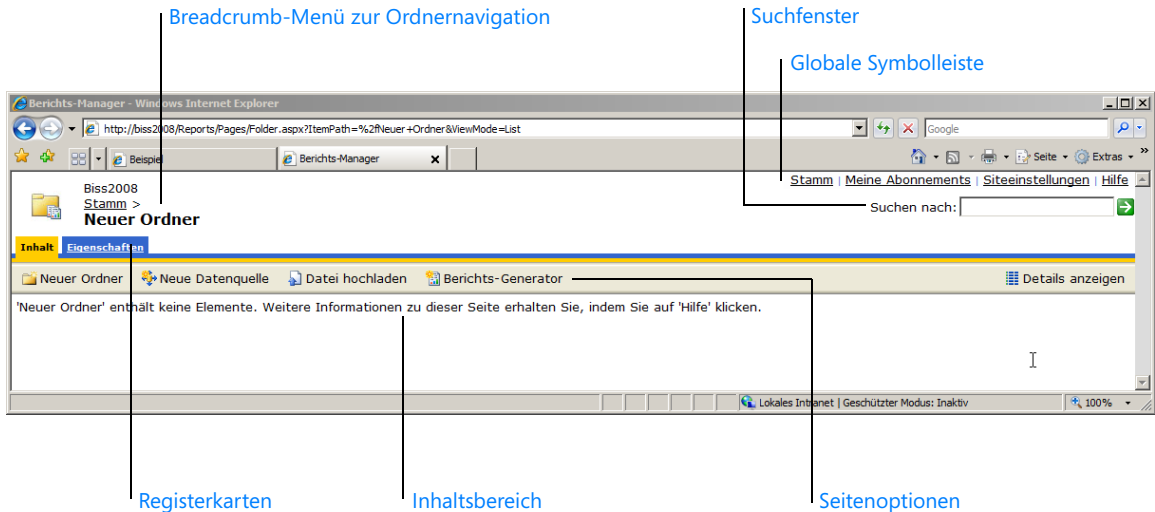 Breadcrumb-Menü zur Ordnernavigation
Suchfenster
Globale Symbolleiste
Berichts-Manager - Windows Internet Explorer
http://biss2008/Reports/Pages/Folder.aspx?ItemPath=%2fNeuer+Ordner&ViewMode=List
Google
Beispiel
Berichts-Manager
Seite
Extras
»
Stamm | Meine Abonnements | Siteeinstellungen | Hilfe
Biss2008
Stamm >
Neuer Ordner
Suchen nach:
Inhalt
Eigenschaften
Neuer Ordner
Neue Datenquelle
Datei hochladen
Berichts-Generator
Details anzeigen
'Neuer Ordner' enthält keine Elemente. Weitere Informationen zu dieser Seite erhalten Sie, indem Sie auf 'Hilfe' klicken.
Lokales Intranet | Geschützter Modus: Inaktiv
100%
Registerkarten
Inhaltsbereich
Seitenoptionen